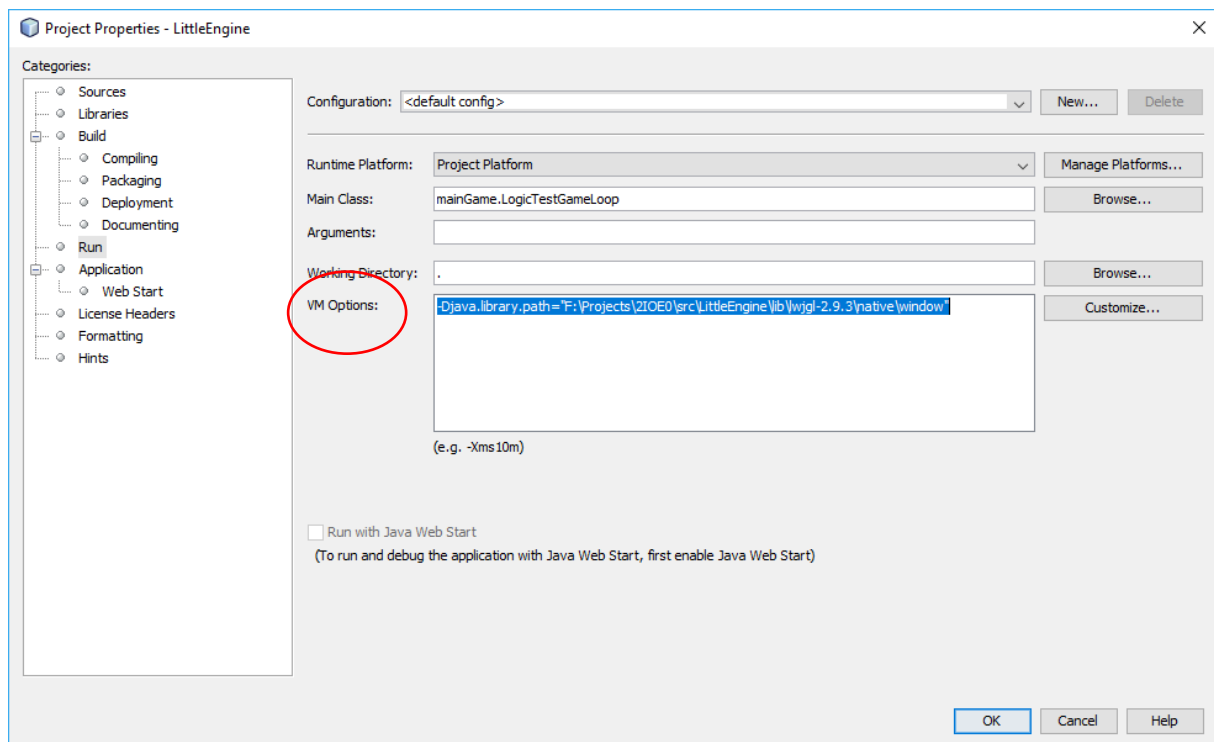 Project Properties - LittleEngine
Categories:
Sources
Libraries
Build
Compiling
Packaging
Deployment
Documenting
Run
Application
Web Start
License Headers
Formatting
Hints
Configuration: <default config> New... Delete
Runtime Platform: Project Platform Manage Platforms...
Main Class: mainGame.LogicTestGameLoop Browse...
Arguments:
Working Directory: . Browse...
VM Options: -Djava.library.path="F:\Projects\2IOE0\src\LittleEngine\lib\lwjgl-2.9.3\native\window" Customize...
(e.g. -Xms10m)
Run with Java Web Start
(To run and debug the application with Java Web Start, first enable Java Web Start)
OK Cancel Help